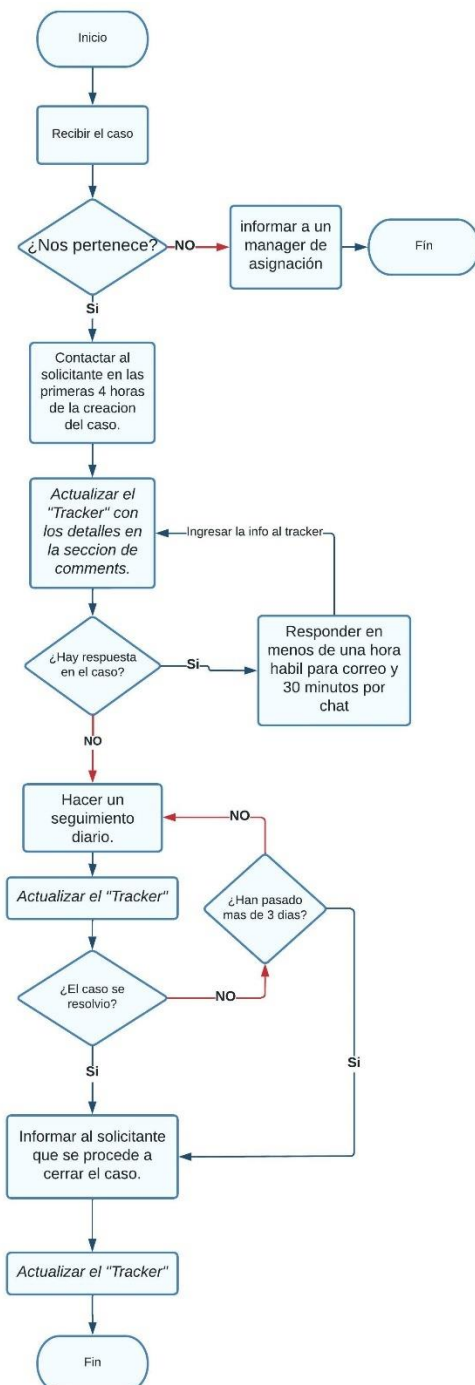 Inicio
Recibir el caso
¿Nos pertenece?
NO
informar a un
manager de
asignación
Fín
Si
Contactar al
solicitante en las
primeras 4 horas
de la creacion
del caso.
Actualizar el
"Tracker" con
los detalles en
la seccion de
comments.
Ingresar la info al tracker
¿Hay respuesta
en el caso?
Si
Responder en
menos de una hora
habil para correo y
30 minutos por
chat
NO
Hacer un
seguimiento
diario.
NO
Actualizar el "Tracker"
¿Han pasado
mas de 3 dias?
¿El caso se
resolvio?
NO
Si
Si
Informar al solicitante
que se procede a
cerrar el caso.
Actualizar el "Tracker"
Fin